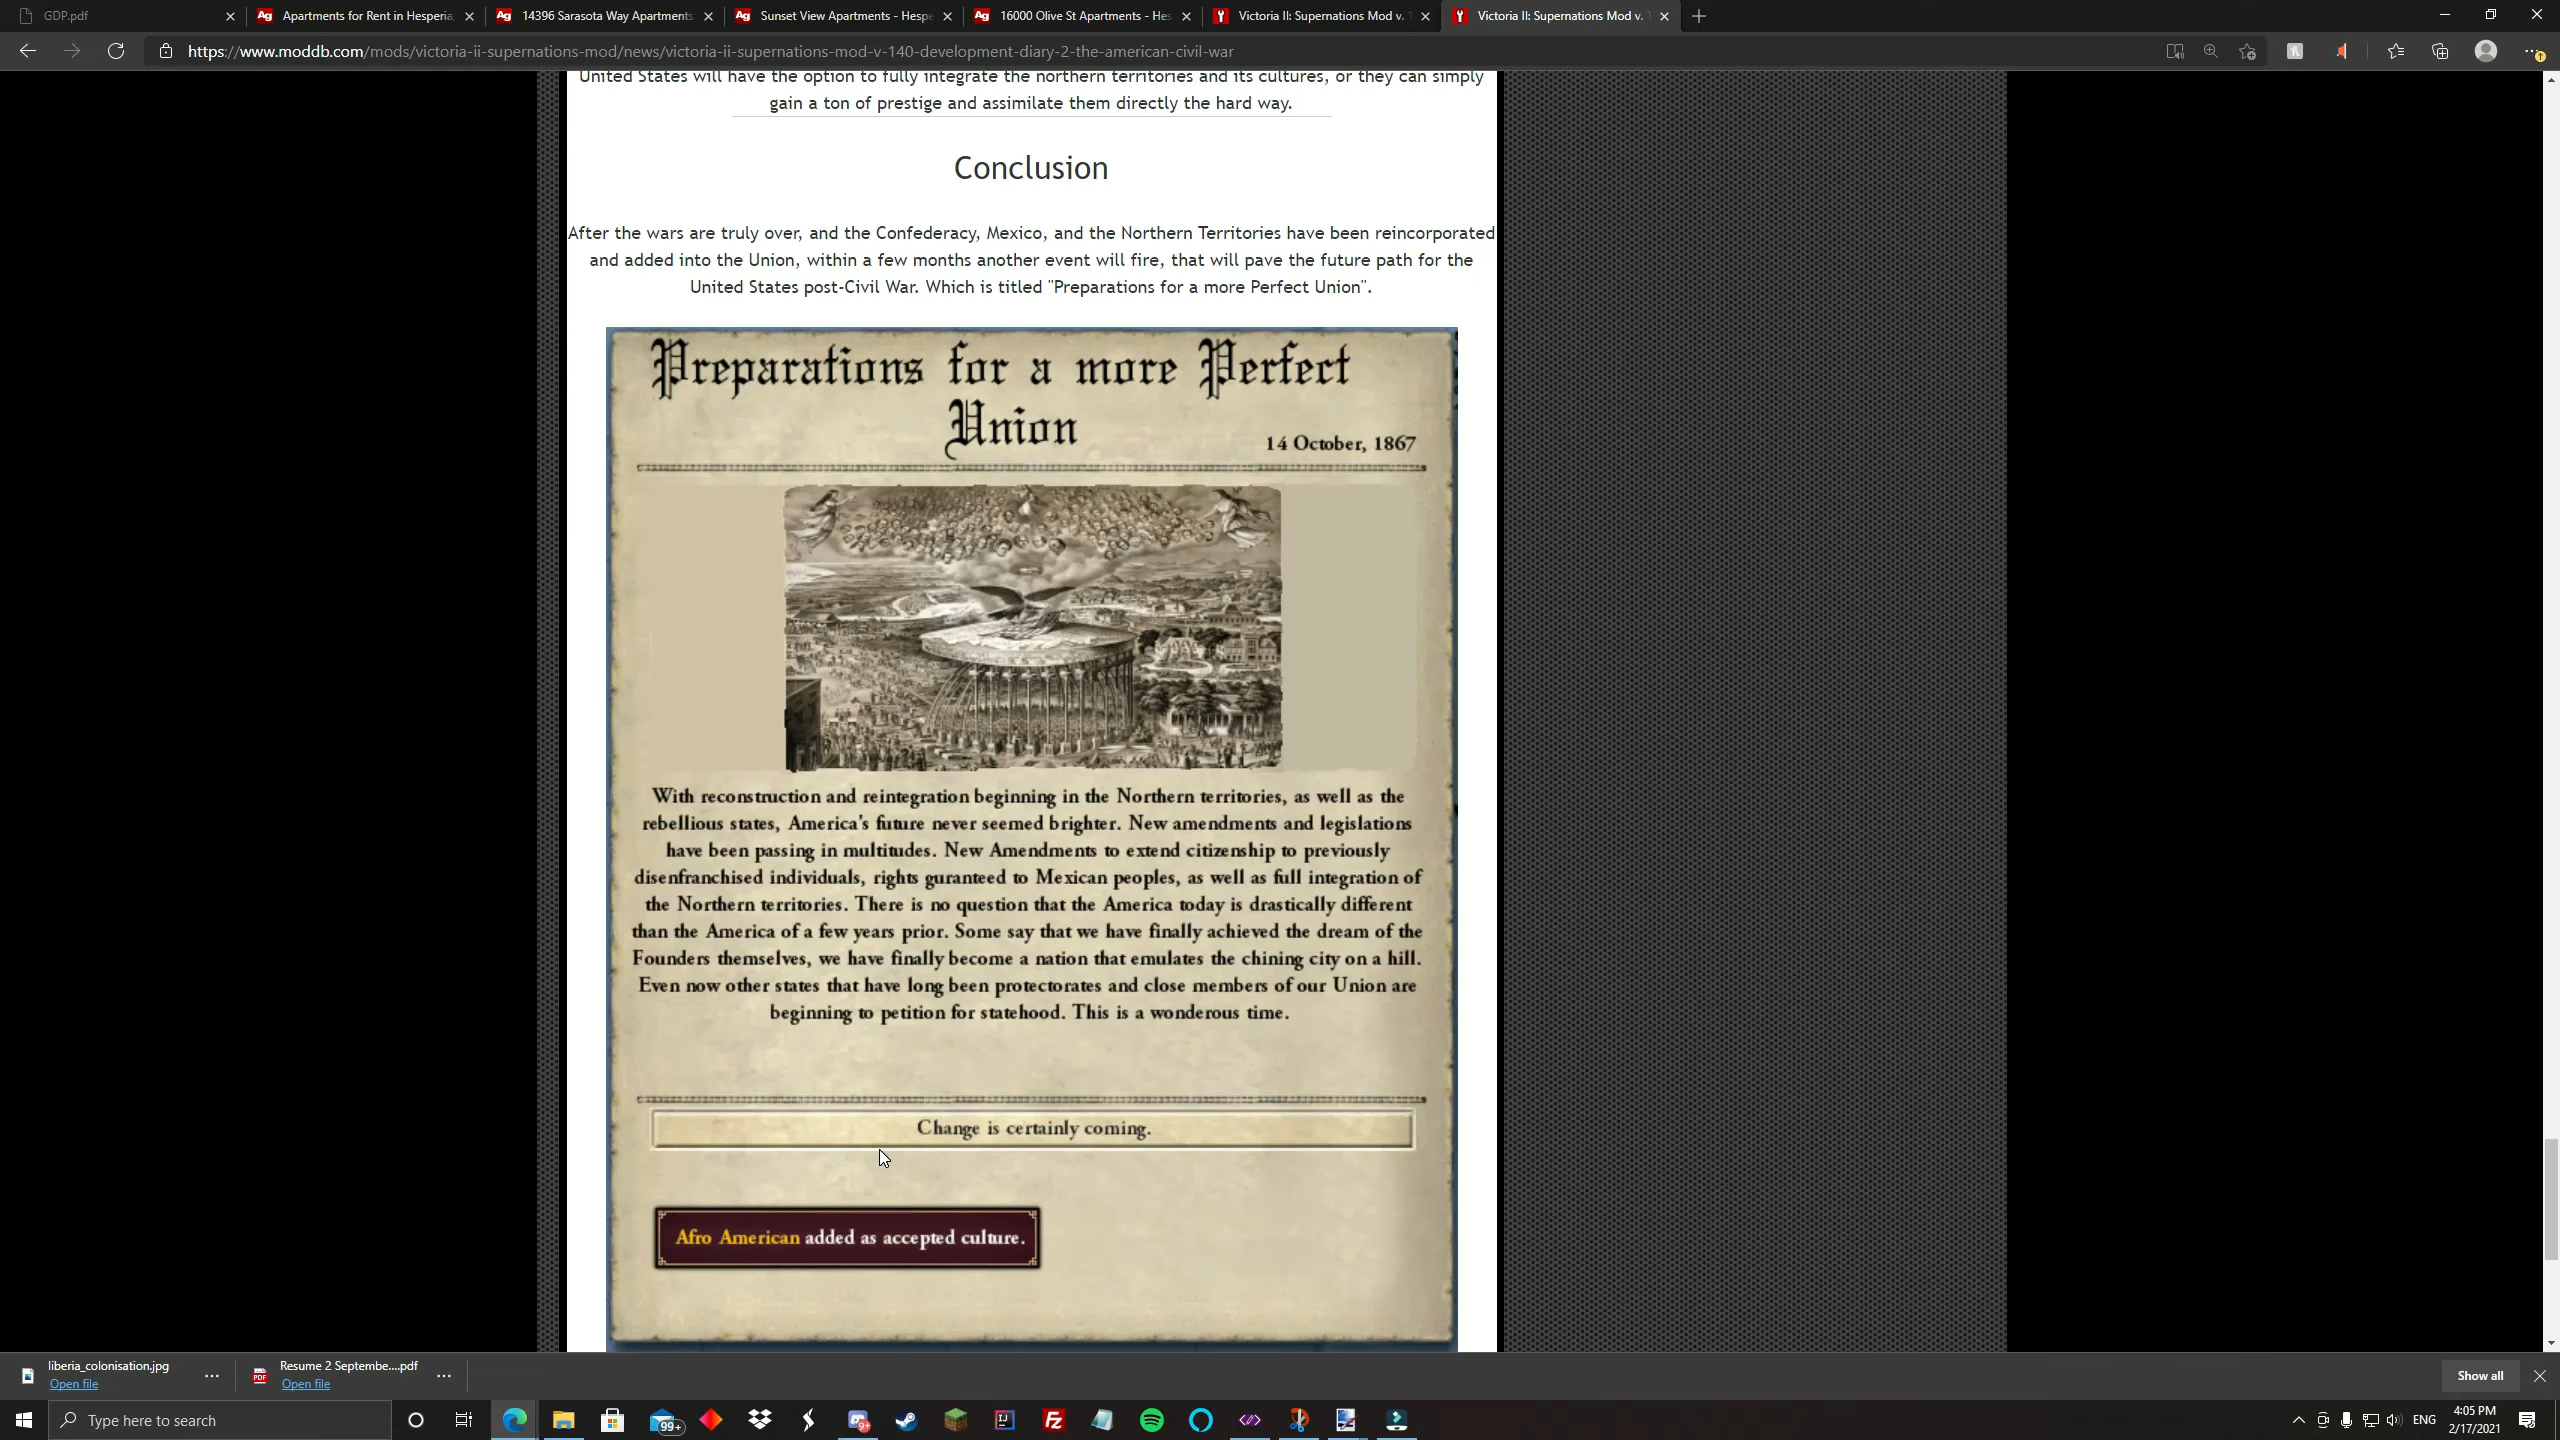 GDP.pdf
Apartments for Rent in Hesperia,
14396 Sarasota Way Apartments
Sunset View Apartments - Hespe
16000 Olive St Apartments - Hes
Victoria II: Supernations Mod v. 1
Victoria II: Supernations Mod v. 1
https://www.moddb.com/mods/victoria-ii-supernations-mod/news/victoria-ii-supernations-mod-v-140-development-diary-2-the-american-civil-war
United States will have the option to fully integrate the northern territories and its cultures, or they can simply
gain a ton of prestige and assimilate them directly the hard way.
Conclusion
After the wars are truly over, and the Confederacy, Mexico, and the Northern Territories have been reincorporated
and added into the Union, within a few months another event will fire, that will pave the future path for the
United States post-Civil War. Which is titled "Preparations for a more Perfect Union".
Preparations for a more Perfect
Union
14 October, 1867
With reconstruction and reintegration beginning in the Northern territories, as well as the
rebellious states, America's future never seemed brighter. New amendments and legislations
have been passing in multitudes. New Amendments to extend citizenship to previously
disenfranchised individuals, rights guranteed to Mexican peoples, as well as full integration of
the Northern territories. There is no question that the America today is drastically different
than the America of a few years prior. Some say that we have finally achieved the dream of the
Founders themselves, we have finally become a nation that emulates the chining city on a hill.
Even now other states that have long been protectorates and close members of our Union are
beginning to petition for statehood. This is a wonderous time.
Change is certainly coming.
Afro American added as accepted culture.
liberia_colonisation.jpg
Open file
Resume 2 Septembe....pdf
Open file
Show all
Type here to search
99+
9+
ENG
4:05 PM
2/17/2021